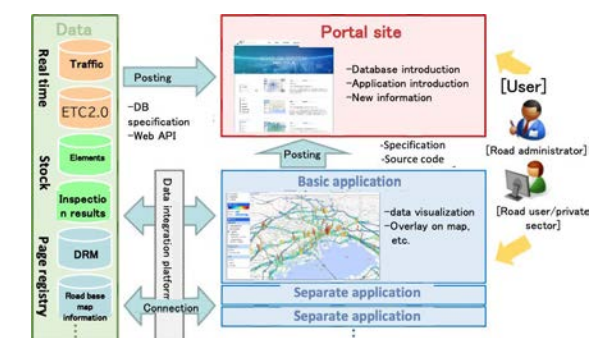 Data
Real time
Traffic
ETC2.0
Stock
Elements
Inspectio
n results
Page registry
DRM
Road base
map
information
Posting
-DB
specification
-Web API
Data integration platform
Connection
Portal site
-Database introduction
-Application introduction
-New information
Posting
-Specification
-Source code
Basic application
-data visualization
-Overlay on map,
etc.
Separate application
Separate application
[User]
[Road administrator]
[Road user/private
sector]